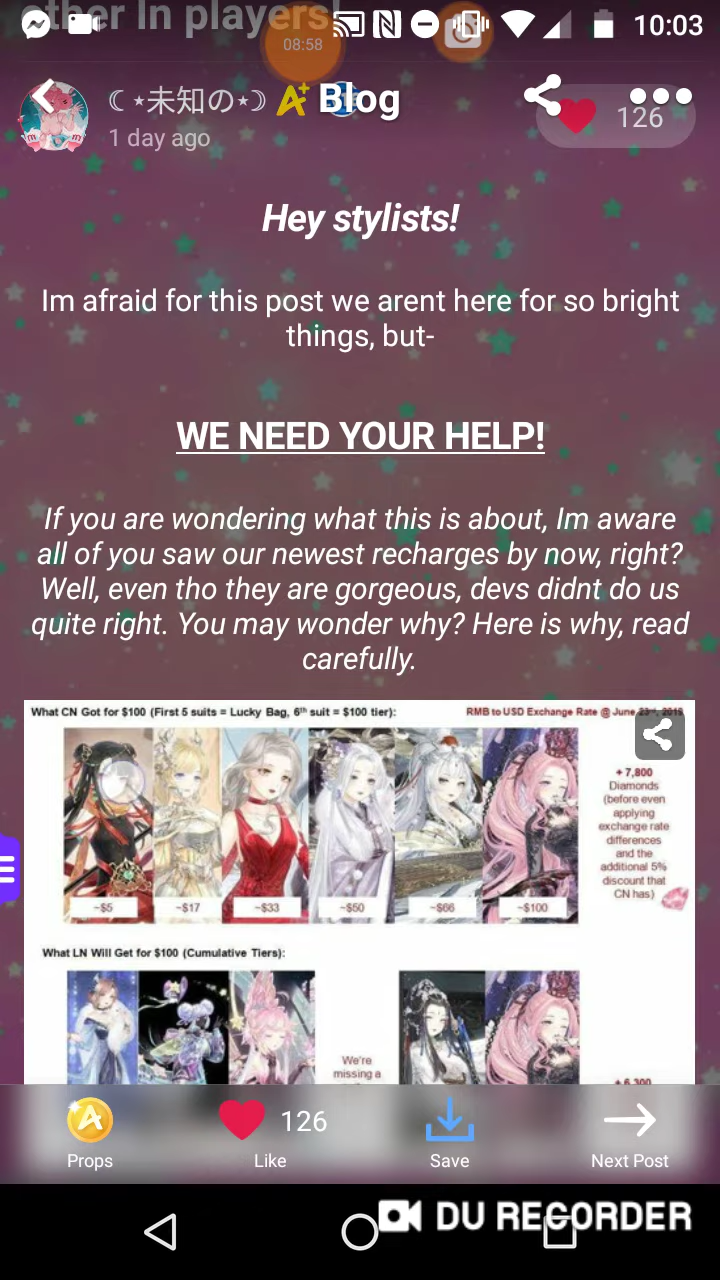 ther In players!
08:58
10:03
☾⋆未知の⋆☽ A+ Blog
126
1 day ago
Hey stylists!
Im afraid for this post we arent here for so bright
things, but-
WE NEED YOUR HELP!
If you are wondering what this is about, Im aware
all of you saw our newest recharges by now, right?
Well, even tho they are gorgeous, devs didnt do us
quite right. You may wonder why? Here is why, read
carefully.
What CN Got for $100 (First 5 suits = Lucky Bag, 6th suit = $100 tier):
RMB to USD Exchange Rate @ June 23rd, 2019
+ 7,800
Diamonds
(before even
applying
exchange rate
differences
and the
additional 5%
discount that
CN has)
~$5
~$17
~$33
~$50
~$66
~$100
What LN Will Get for $100 (Cumulative Tiers):
We're
missing a
+ 6,300
126
Props
Like
Save
Next Post
DU RECORDER